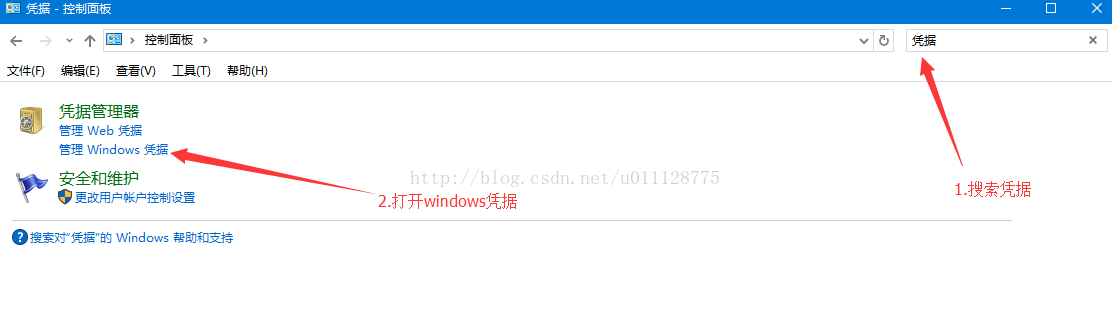 凭据 - 控制面板
控制面板
凭据
文件(F) 编辑(E) 查看(V) 工具(T) 帮助(H)
凭据管理器
管理 Web 凭据
管理 Windows 凭据
安全和维护
更改用户帐户控制设置
http://blog.csdn.net/u011128775
1.搜索凭据
2.打开windows凭据
搜索对“凭据”的 Windows 帮助和支持